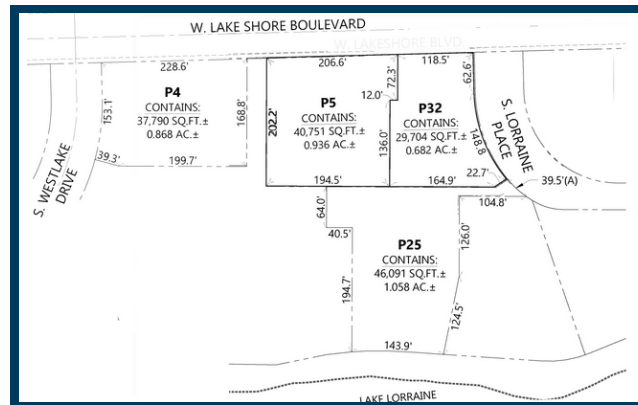 W. LAKE SHORE BOULEVARD
W. LAKESHORE BLVD.
228.6'
206.6'
118.5'
P4
CONTAINS:
37,790 SQ.FT.±
0.868 AC.±
153.1'
168.8'
39.3'
199.7'
S. WESTLAKE
DRIVE
P5
CONTAINS:
40,751 SQ.FT.±
0.936 AC.±
202.2'
72.3'
12.0'
136.0'
194.5'
P32
CONTAINS:
29,704 SQ.FT.±
0.682 AC.±
62.6'
148.8
22.7'
164.9'
S. LORRAINE
PLACE
39.5'(A)
104.8'
64.0'
40.5'
P25
CONTAINS:
46,091 SQ.FT.±
1.058 AC.±
126.0'
194.7'
124.5'
143.9'
LAKE LORRAINE